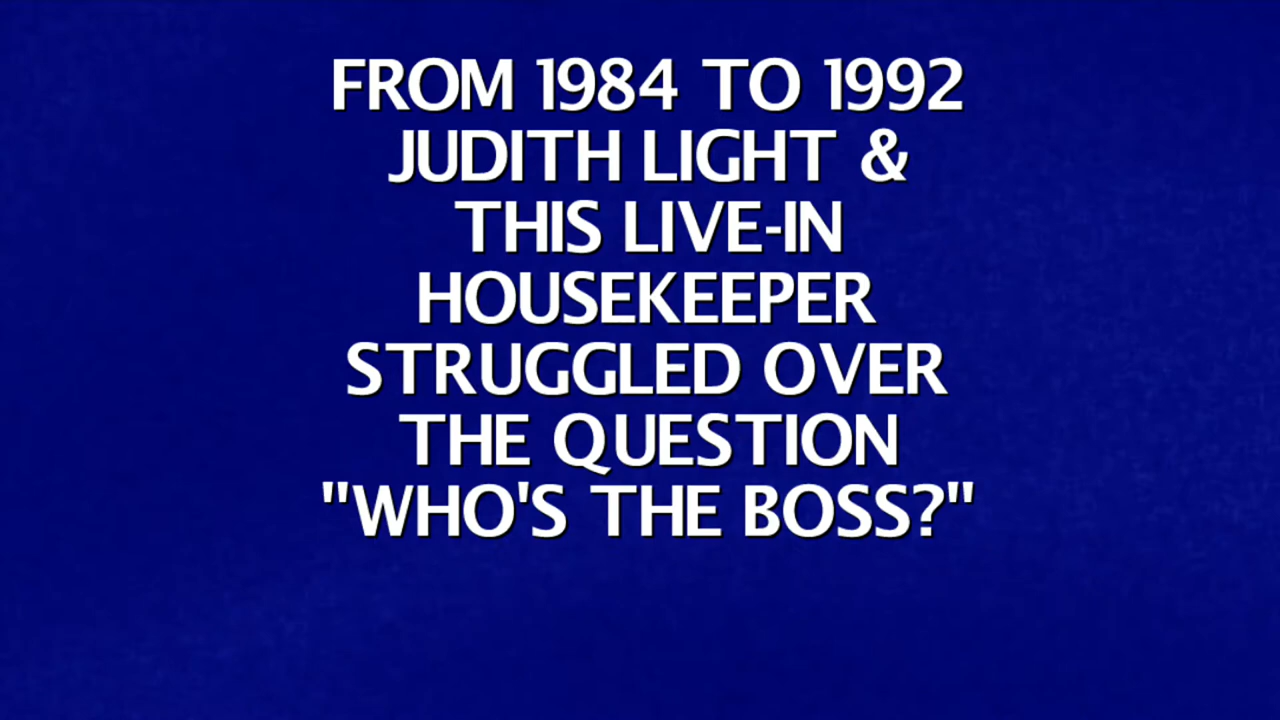 FROM 1984 TO 1992
JUDITH LIGHT &
THIS LIVE-IN
HOUSEKEEPER
STRUGGLED OVER
THE QUESTION
"WHO'S THE BOSS?"